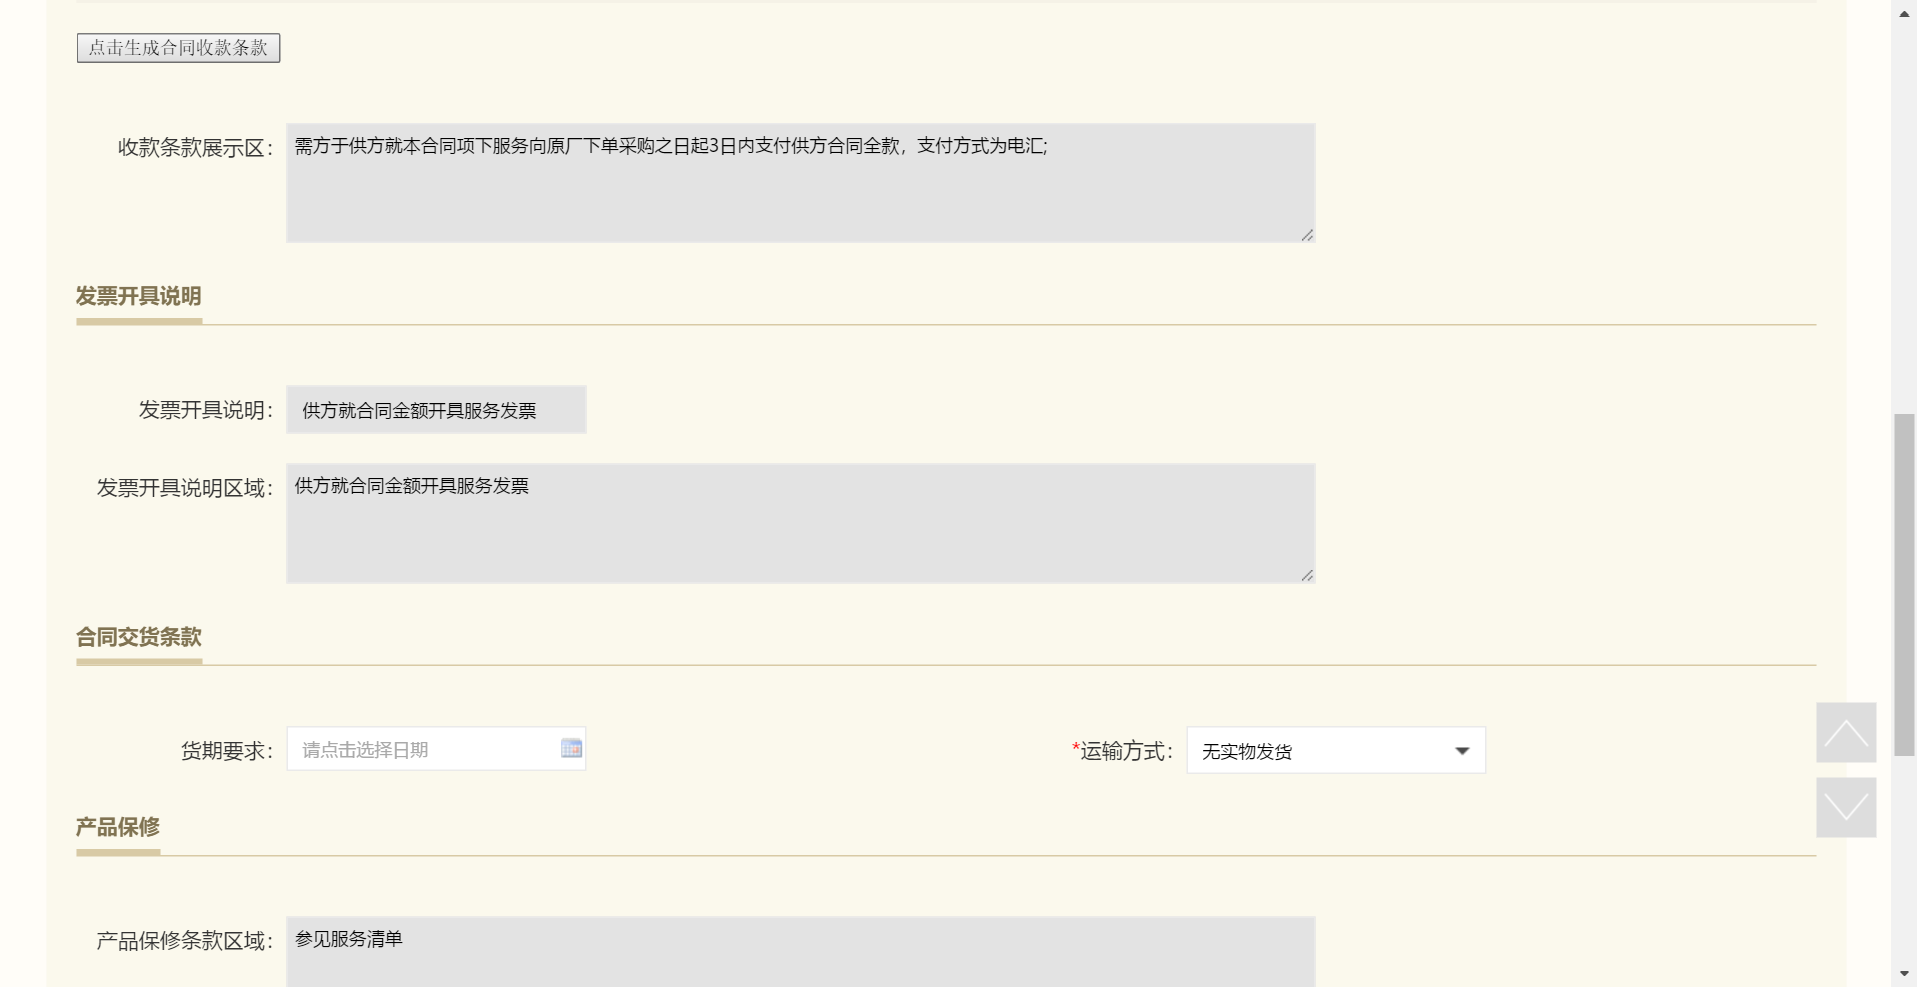 点击生成合同收款条款
收款条款展示区：
需方于供方就本合同项下服务向原厂下单采购之日起3日内支付供方合同全款，支付方式为电汇;
发票开具说明
发票开具说明：
供方就合同金额开具服务发票
发票开具说明区域：
供方就合同金额开具服务发票
合同交货条款
货期要求：
请点击选择日期
*运输方式：
无实物发货
产品保修
产品保修条款区域：
参见服务清单